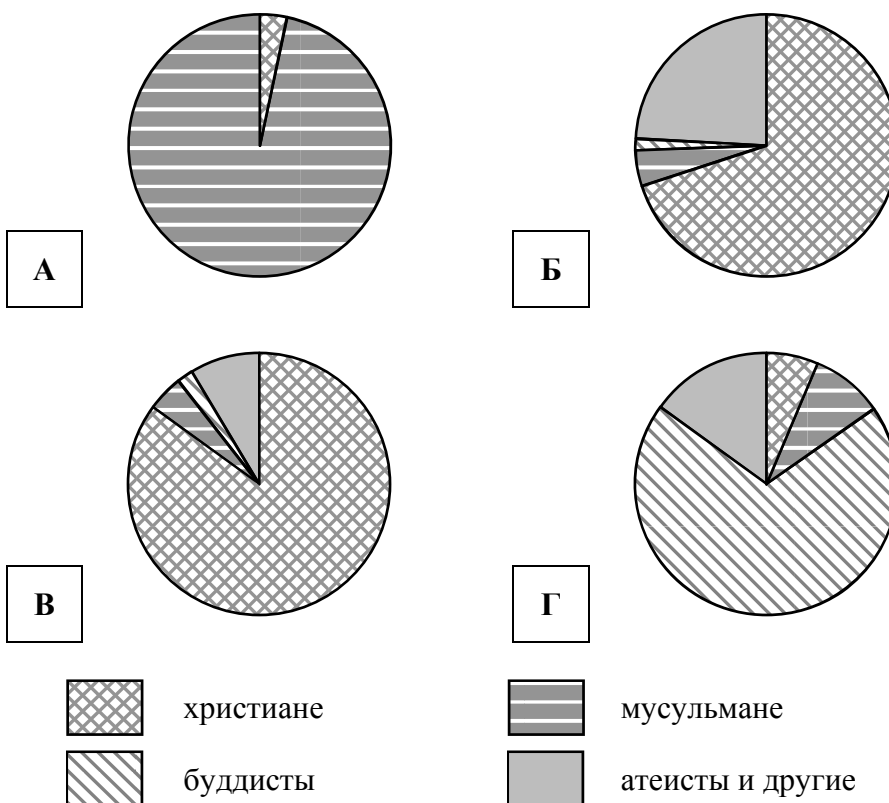 А
Б
В
Г
христиане
мусульмане
буддисты
атеисты и другие